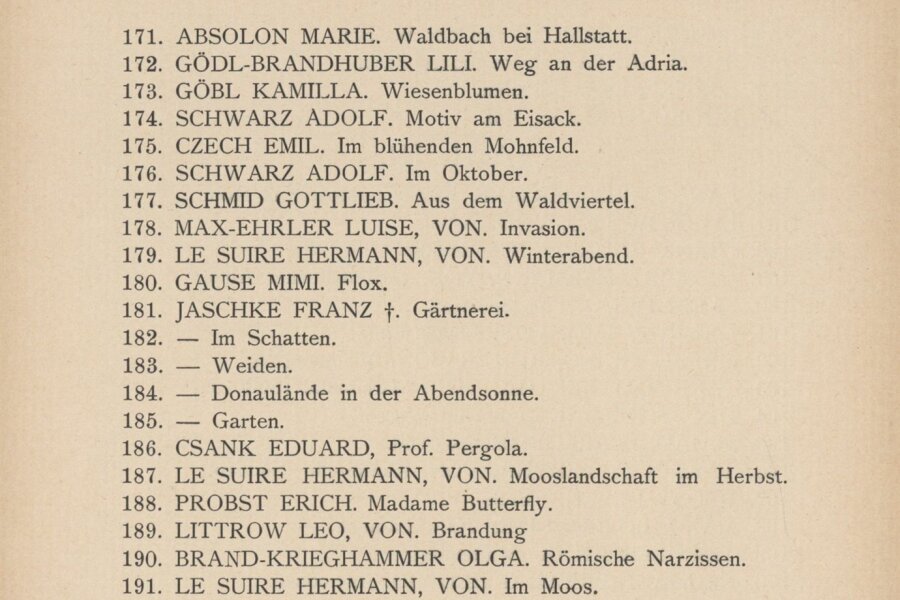 171. ABSOLON MARIE. Waldbach bei Hallstatt.
172. GÖDL-BRANDHUBER LILI. Weg an der Adria.
173. GÖBL KAMILLA. Wiesenblumen.
174. SCHWARZ ADOLF. Motiv am Eisack.
175. CZECH EMIL. Im blühenden Mohnfeld.
176. SCHWARZ ADOLF. Im Oktober.
177. SCHMID GOTTLIEB. Aus dem Waldviertel.
178. MAX-EHRLER LUISE, VON. Invasion.
179. LE SUIRE HERMANN, VON. Winterabend.
180. GAUSE MIMI. Flox.
181. JASCHKE FRANZ †. Gärtnerei.
182. — Im Schatten.
183. — Weiden.
184. — Donaulände in der Abendsonne.
185. — Garten.
186. CSANK EDUARD, Prof. Pergola.
187. LE SUIRE HERMANN, VON. Mooslandschaft im Herbst.
188. PROBST ERICH. Madame Butterfly.
189. LITTROW LEO, VON. Brandung
190. BRAND-KRIEGHAMMER OLGA. Römische Narzissen.
191. LE SUIRE HERMANN, VON. Im Moos.